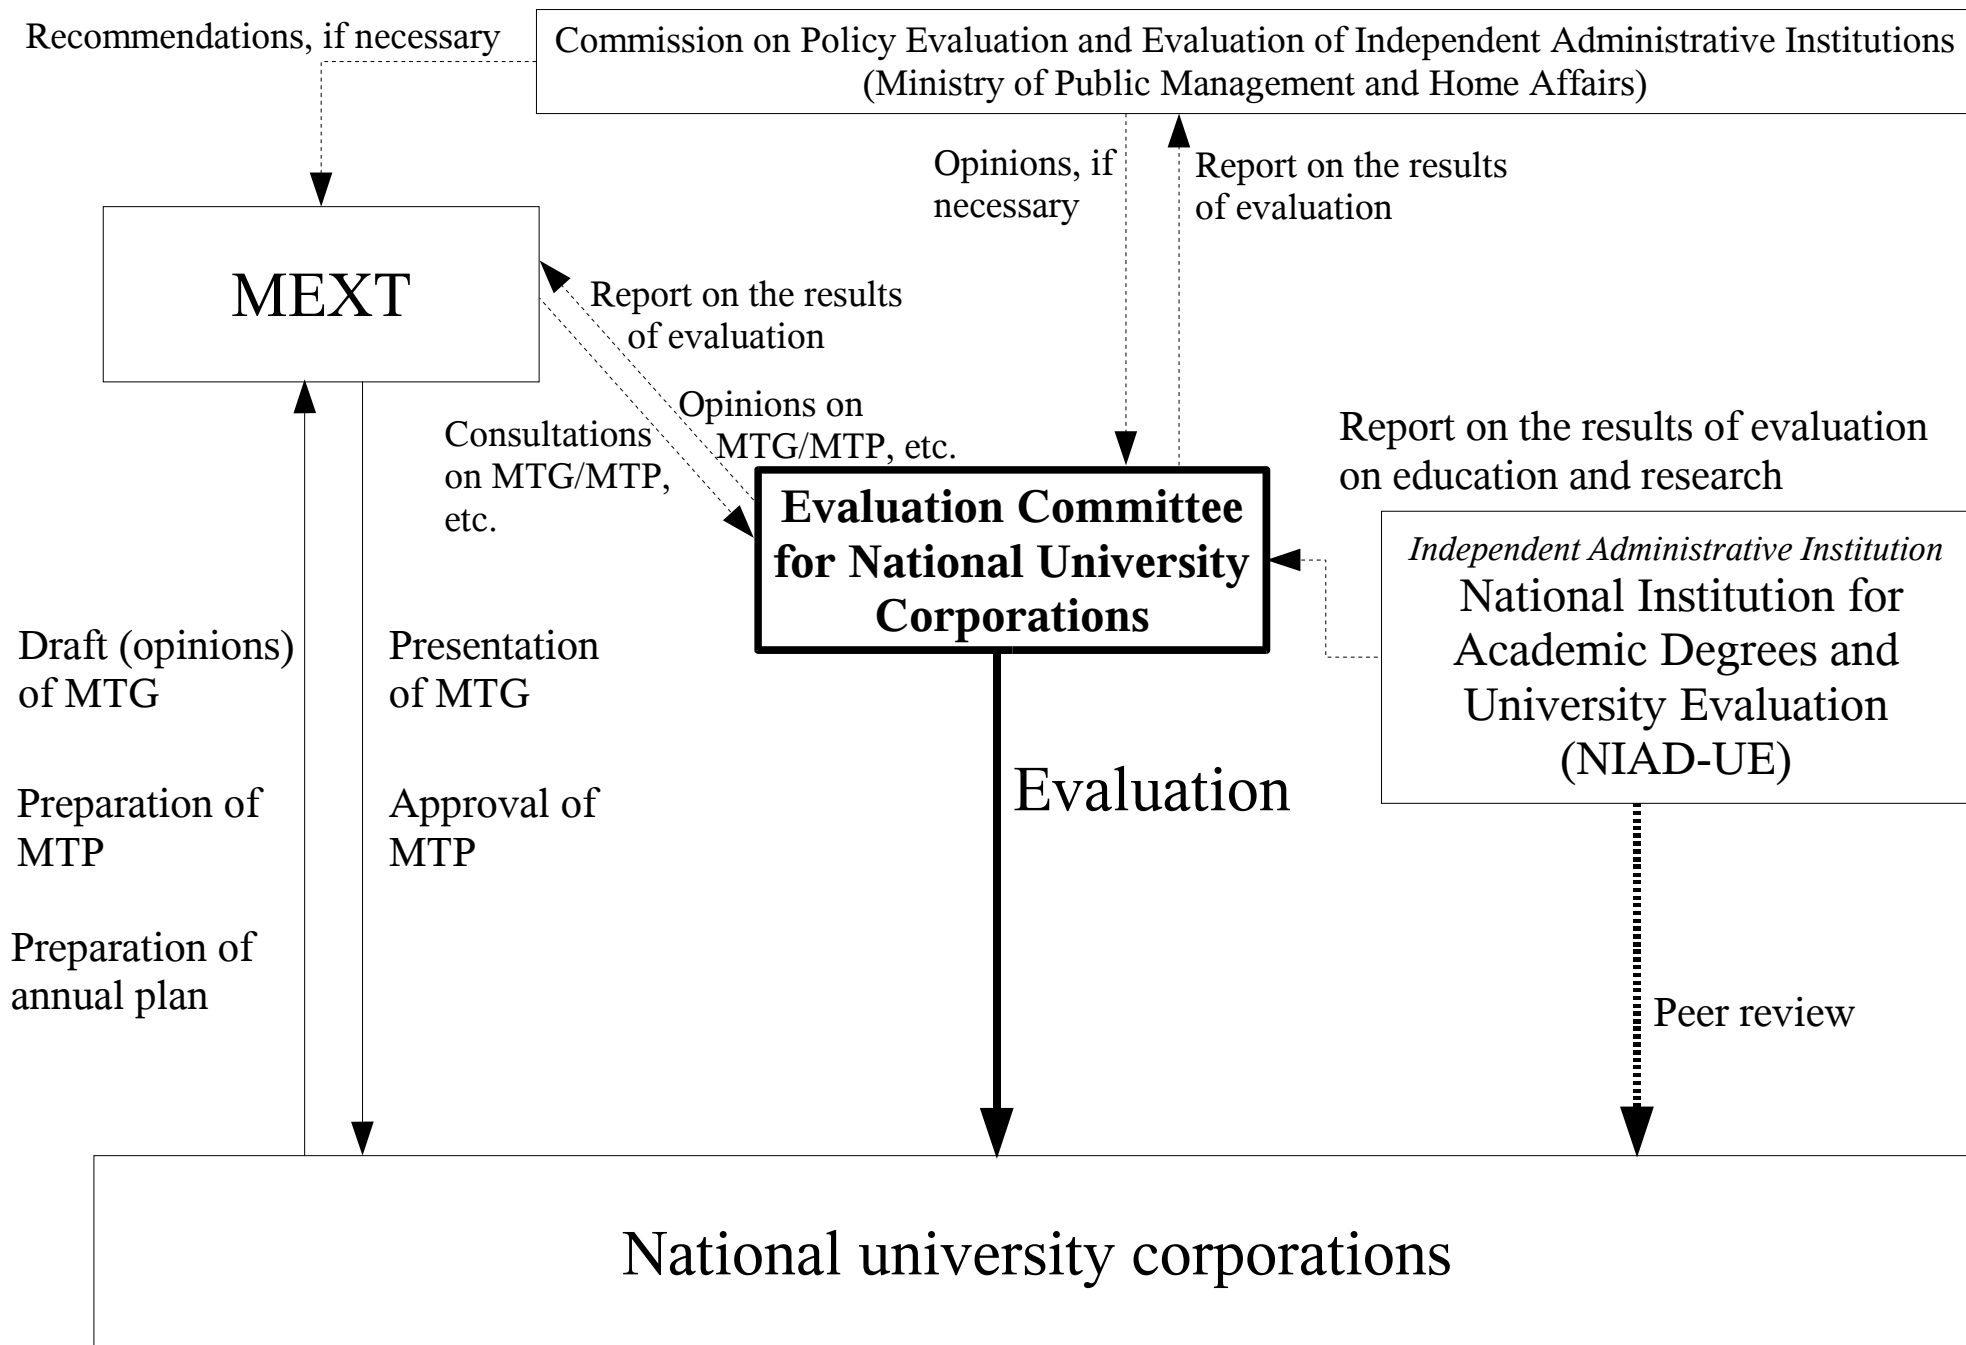 Recommendations, if necessary
Commission on Policy Evaluation and Evaluation of Independent Administrative Institutions
(Ministry of Public Management and Home Affairs)
Opinions, if
necessary
Report on the results
of evaluation
MEXT
Report on the results
of evaluation
Opinions on
MTG/MTP, etc.
Consultations
on MTG/MTP,
etc.
Report on the results of evaluation
on education and research
Evaluation Committee
for National University
Corporations
Independent Administrative Institution
National Institution for
Academic Degrees and
University Evaluation
(NIAD-UE)
Draft (opinions)
of MTG
Presentation
of MTG
Preparation of
MTP
Approval of
MTP
Evaluation
Preparation of
annual plan
Peer review
National university corporations